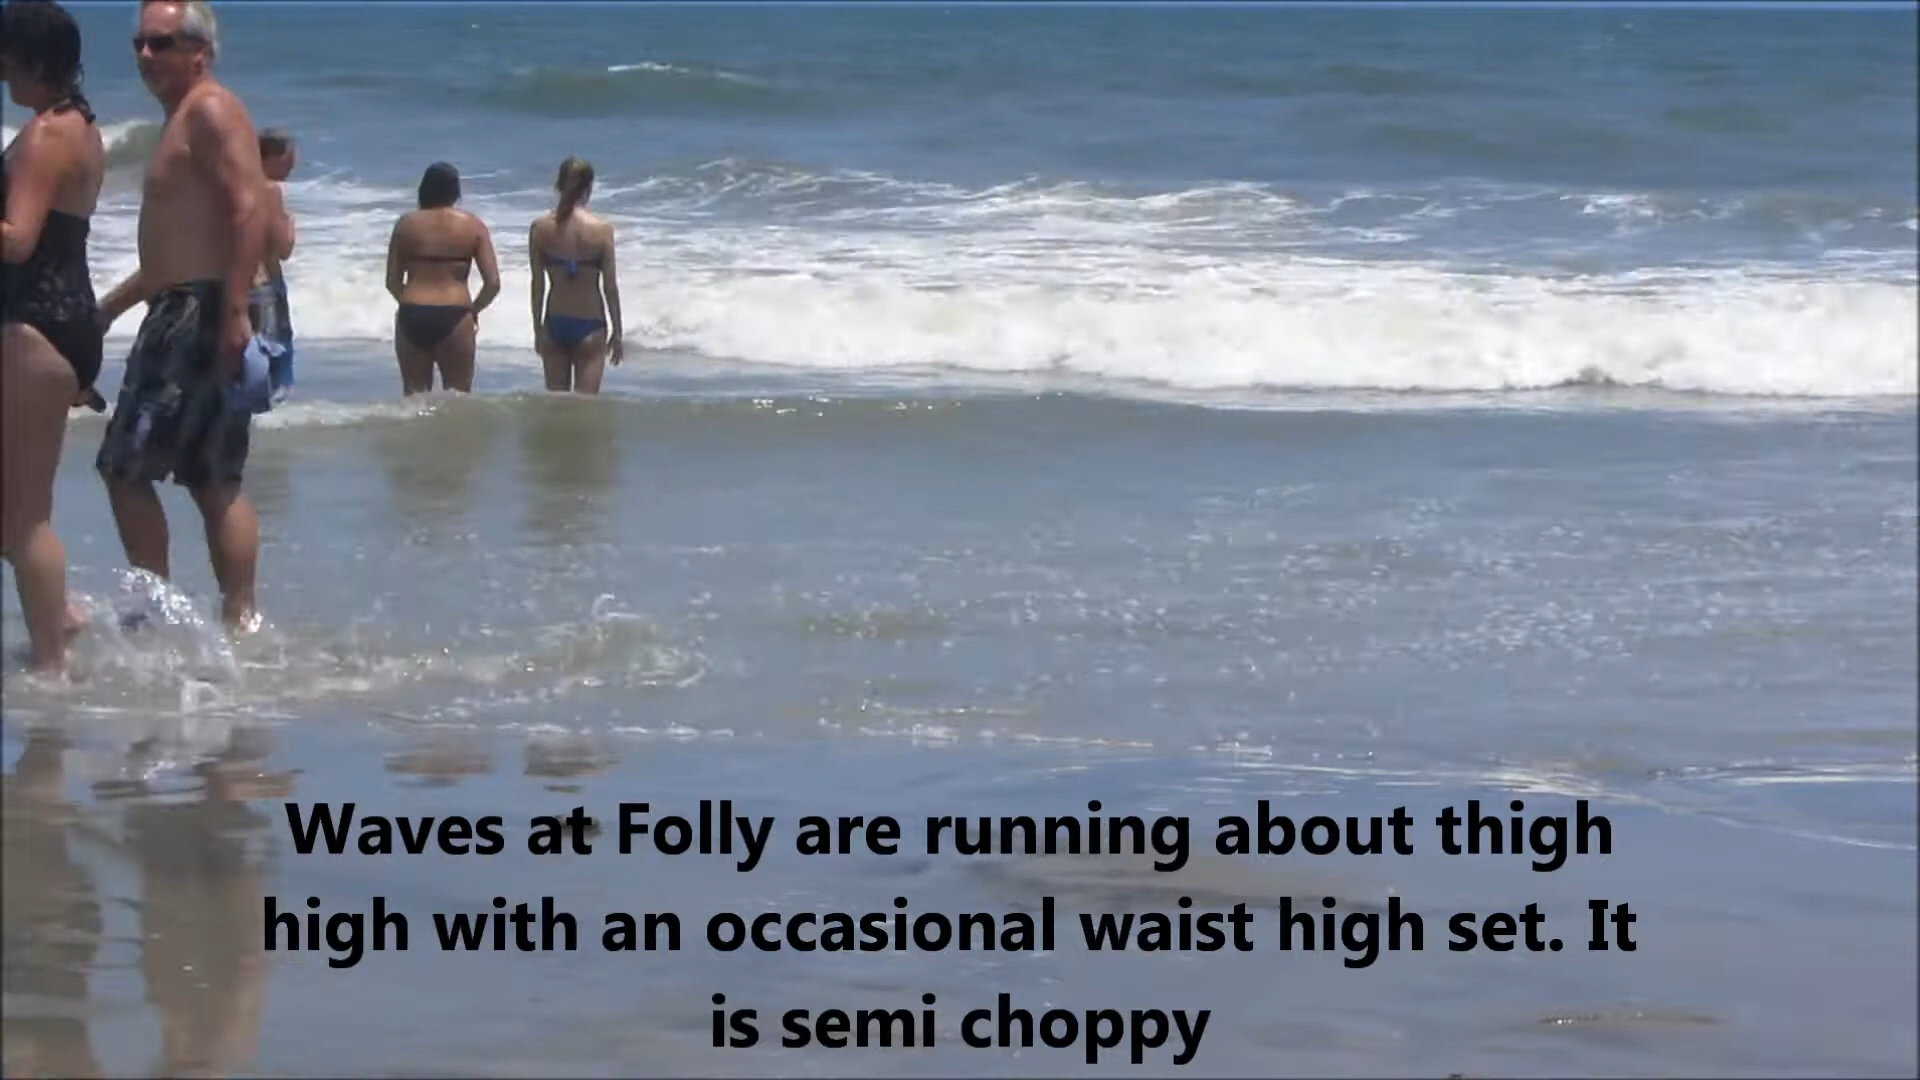 Waves at Folly are running about thigh
high with an occasional waist high set. It
is semi choppy